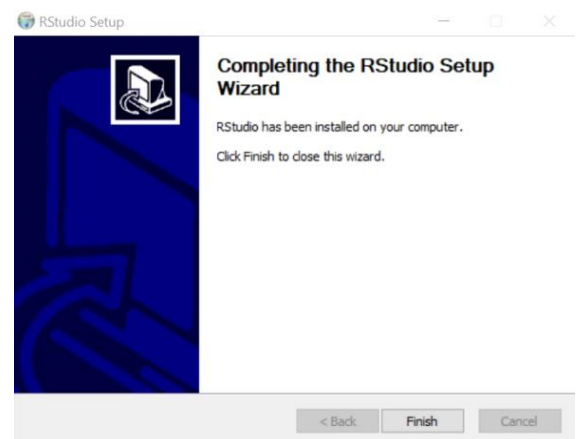 RStudio Setup
Completing the RStudio Setup
Wizard
RStudio has been installed on your computer.
Click Finish to close this wizard.
< Back
Finish
Cancel